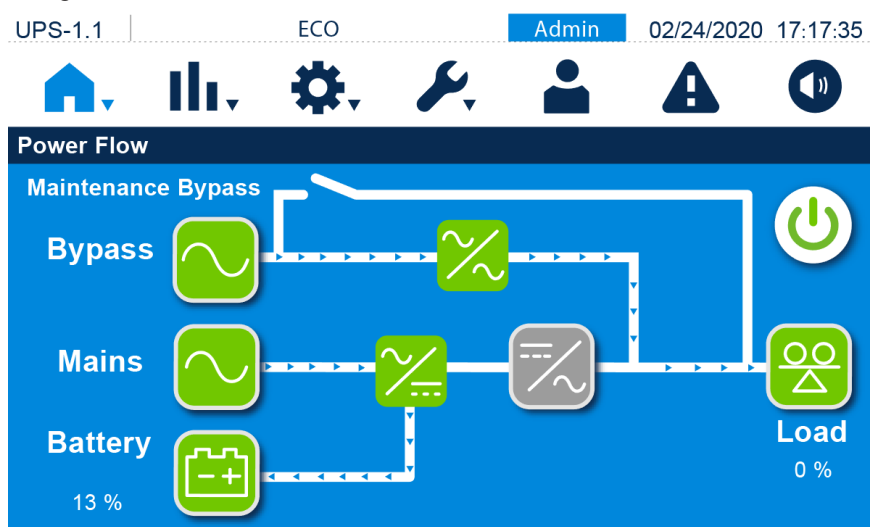 UPS-1.1 ECO Admin 02/24/2020 17:17:35
Power Flow
Maintenance Bypass
Bypass
Mains
Battery
13 %
Load
0 %